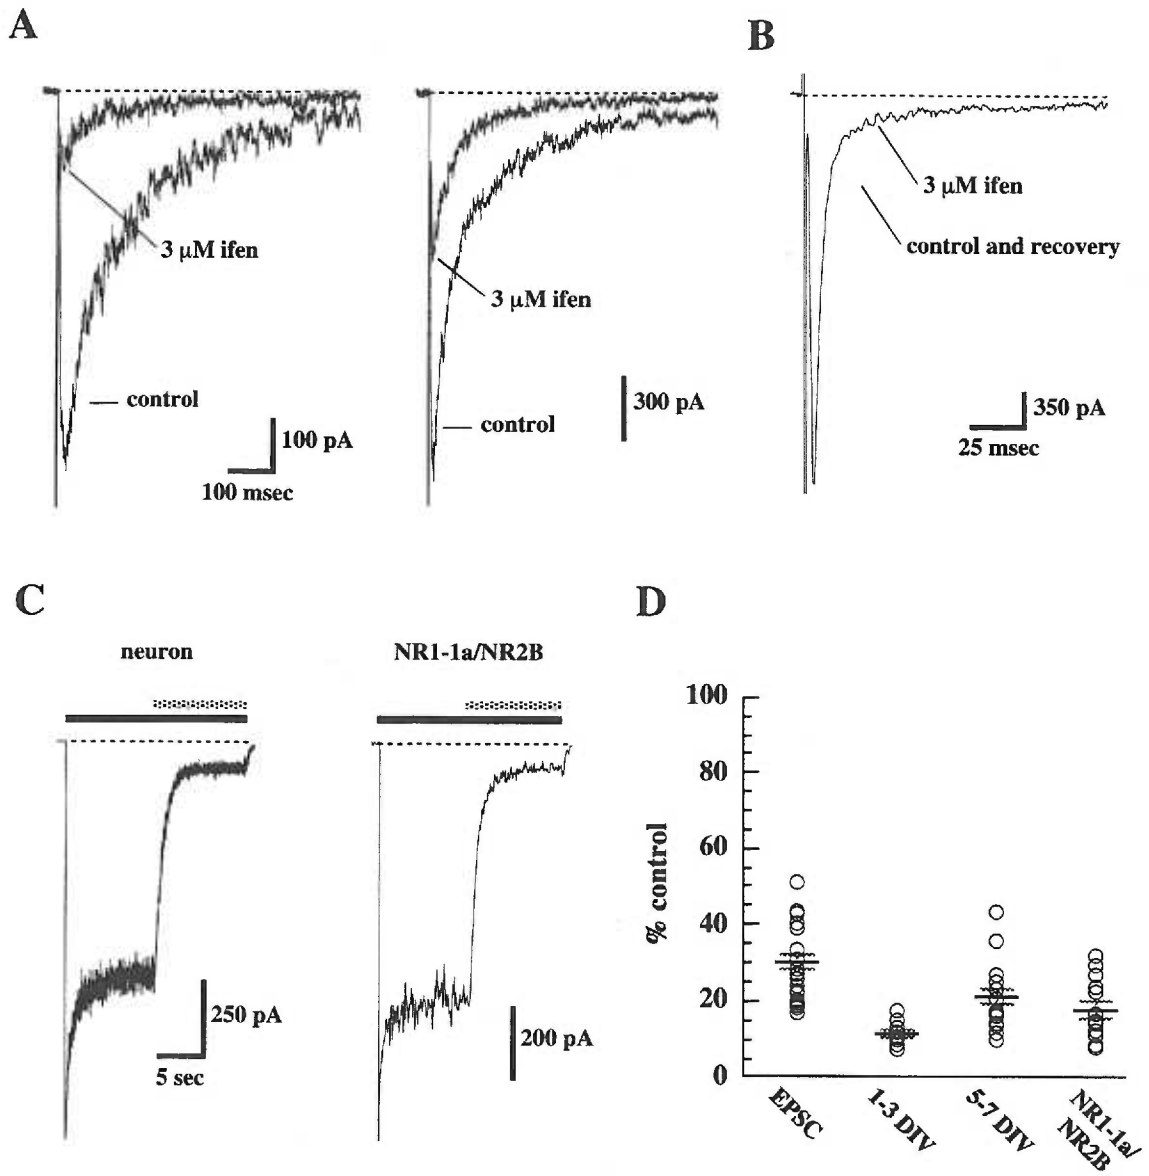 A
3 µM ifen
control
100 pA
100 msec
3 µM ifen
control
300 pA
B
3 µM ifen
control and recovery
350 pA
25 msec
C
neuron
NR1-1a/NR2B
250 pA
5 sec
200 pA
D
% control
100
80
60
40
20
0
EPSC
1-3 DIV
5-7 DIV
NR1-1a/
NR2B